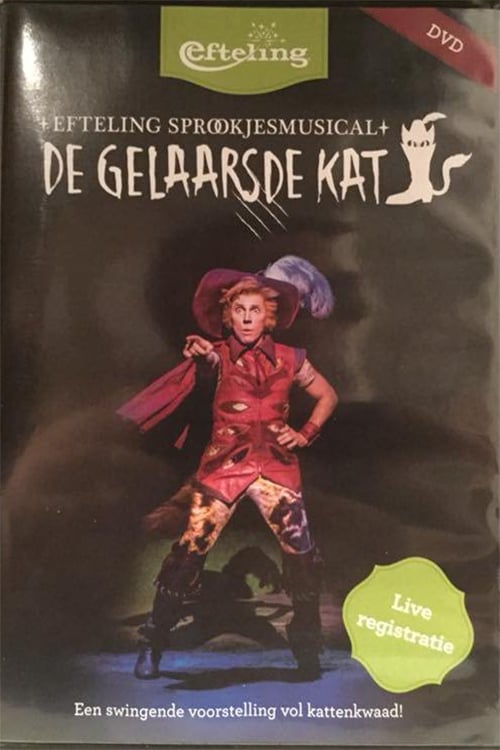 efteling
DVD
EFTELING SPROOKJESMUSICAL
DE GELAARSDE KAT
Live
registratie
Een swingende voorstelling vol kattenkwaad!